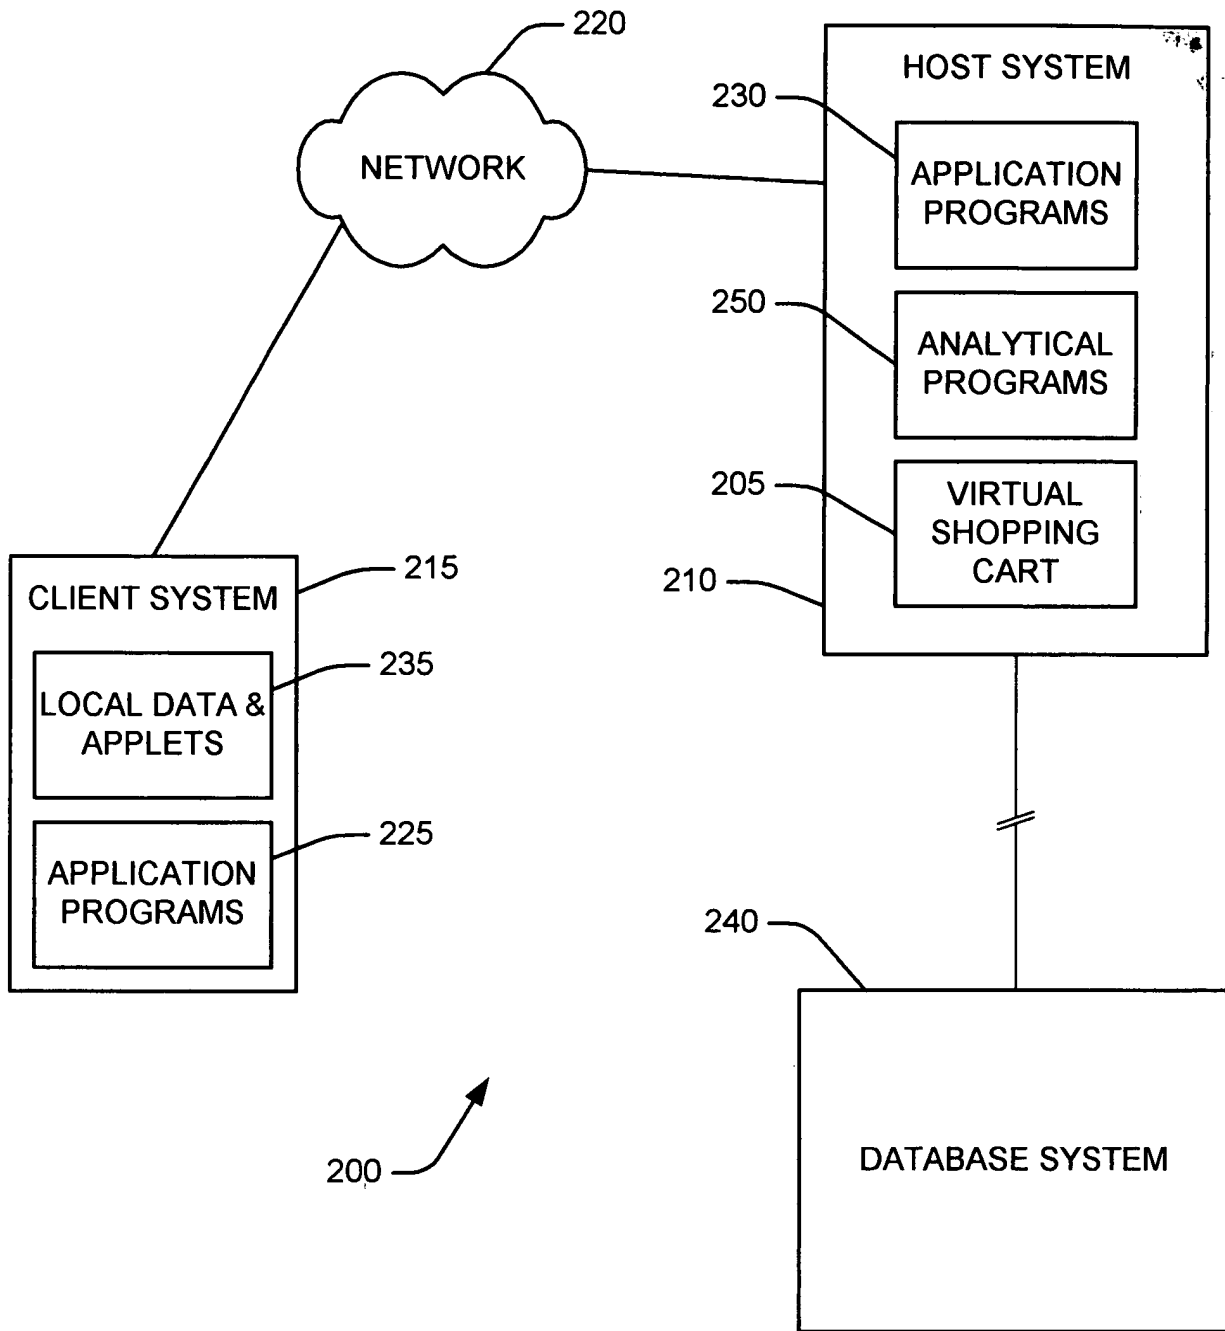 220
NETWORK
HOST SYSTEM
230
APPLICATION
PROGRAMS
250
ANALYTICAL
PROGRAMS
205
VIRTUAL
SHOPPING
CART
210
CLIENT SYSTEM
215
235
LOCAL DATA &
APPLETS
225
APPLICATION
PROGRAMS
240
DATABASE SYSTEM
200